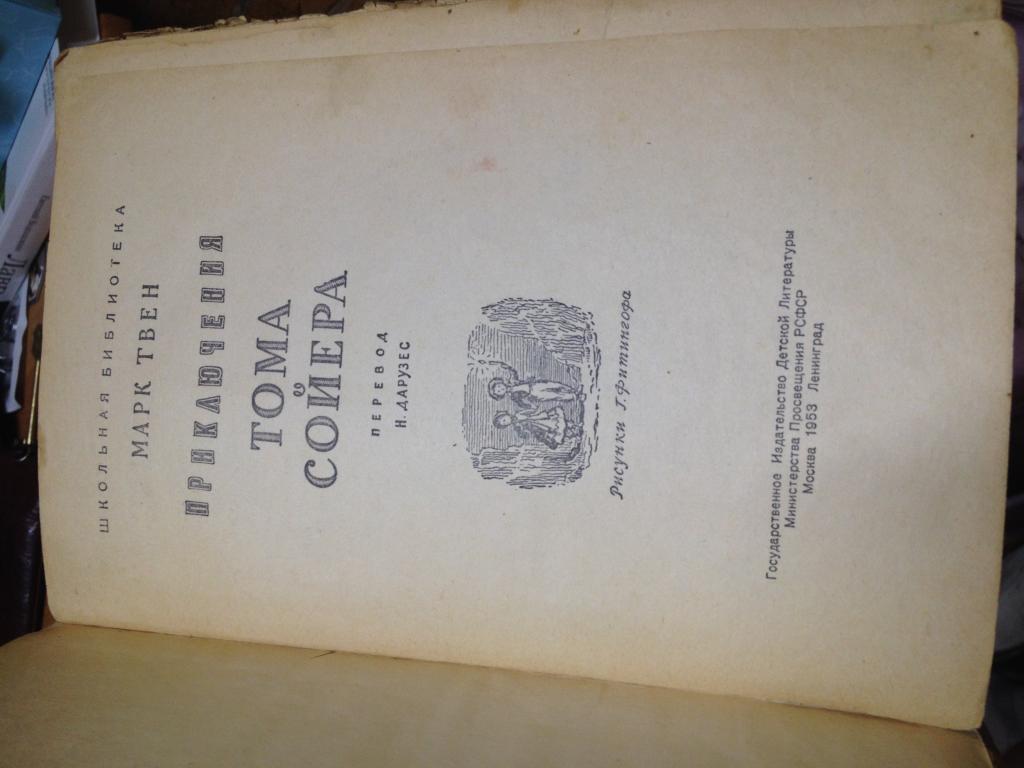 ШКОЛЬНАЯ БИБЛИОТЕКА
МАРК ТВЕН
ПРИКЛЮЧЕНИЯ
ТОМА
СОЙЕРА
ПЕРЕВОД
Н. ДАРУЗЕС
Рисунки Г. Фитингофа
Государственное Издательство Детской Литературы
Министерства Просвещения РСФСР
Москва 1953 Ленинград